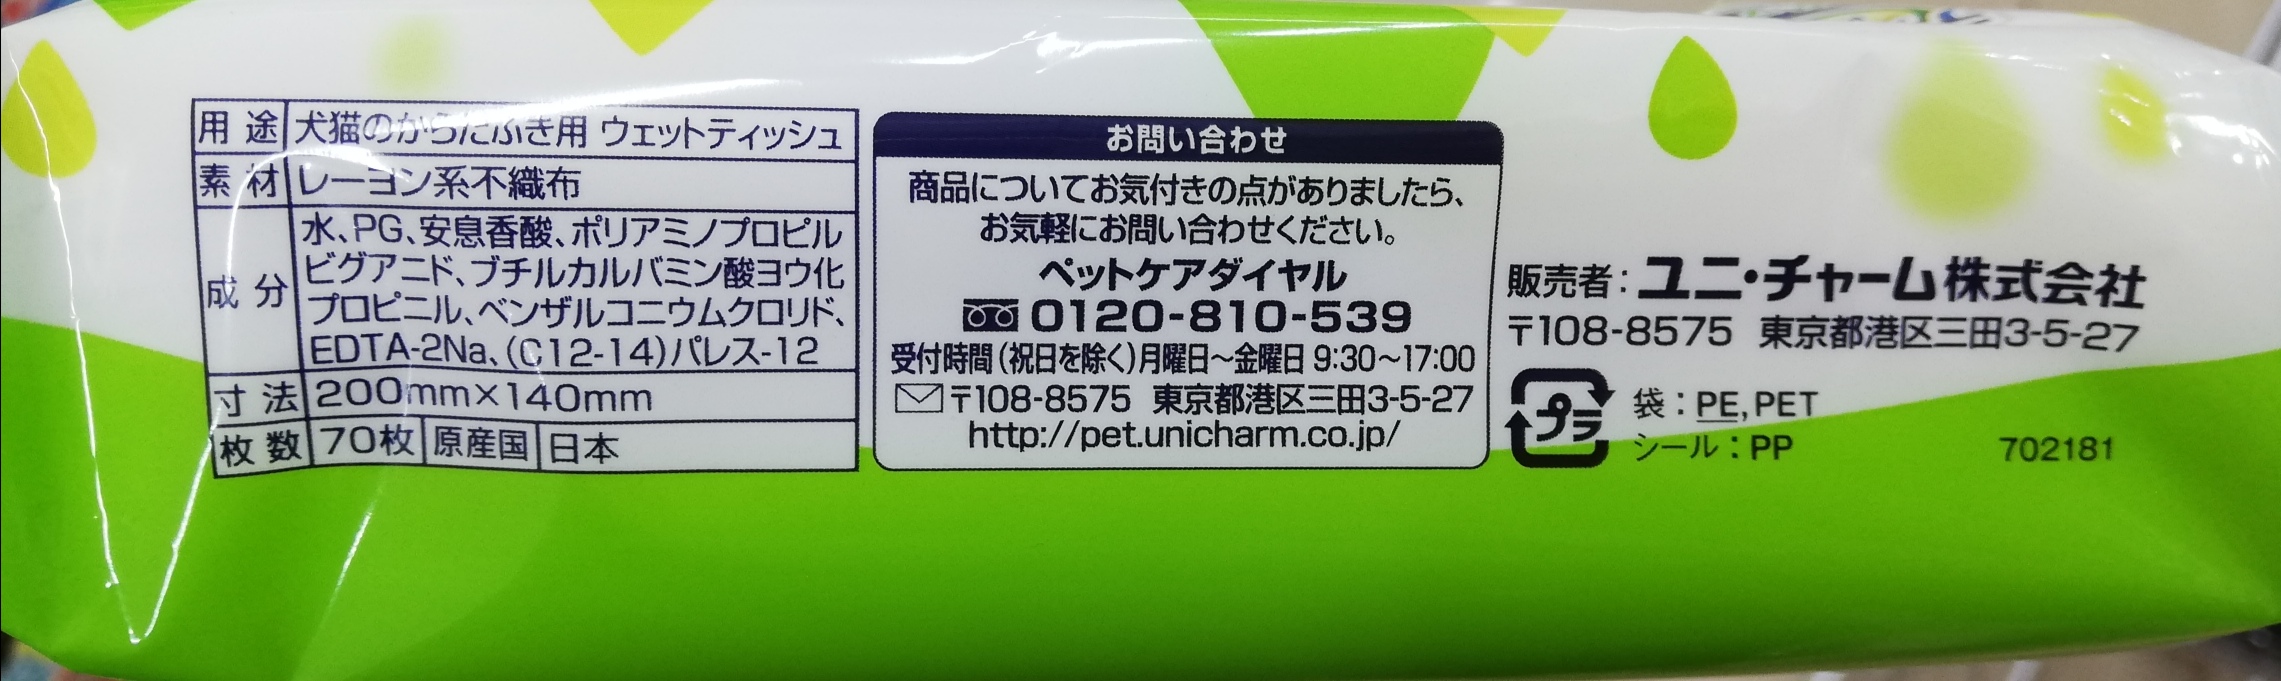 用途 犬猫のからだふき用 ウェットティッシュ
素材 レーヨン系不織布
成分 水、PG、安息香酸、ポリアミノプロピル
ビグアニド、ブチルカルバミン酸ヨウ化
プロピニル、ベンザルコニウムクロリド、
EDTA-2Na、(C12-14)パレス-12
寸法 200mm×140mm
枚数 70枚 原産国 日本
お問い合わせ
商品についてお気付きの点がありましたら、
お気軽にお問い合わせください。
ペットケアダイヤル
0120-810-539
受付時間(祝日を除く)月曜日～金曜日 9:30～17:00
〒108-8575 東京都港区三田3-5-27
http://pet.unicharm.co.jp/
販売者：ユニ・チャーム株式会社
〒108-8575 東京都港区三田3-5-27
プラ
袋：PE, PET
シール：PP
702181